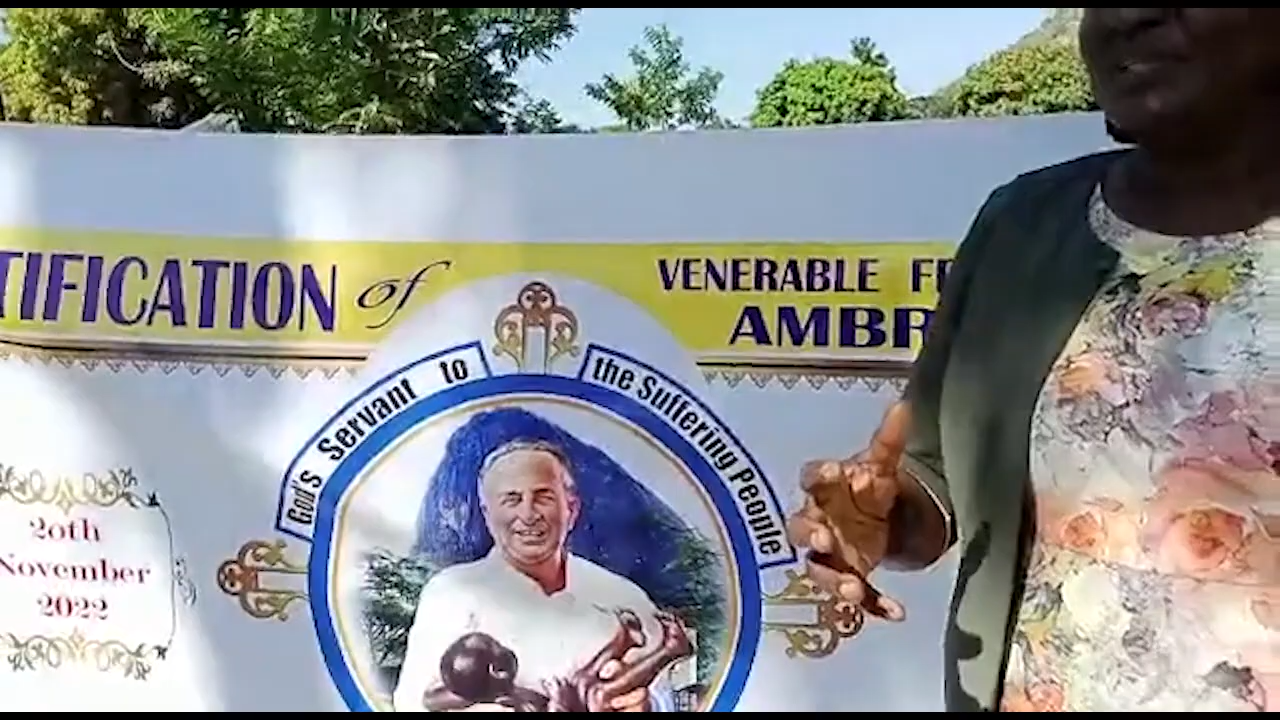 TIFICATION of
VENERABLE FR
AMBR
God's Servant to the Suffering People
20th
November
2022